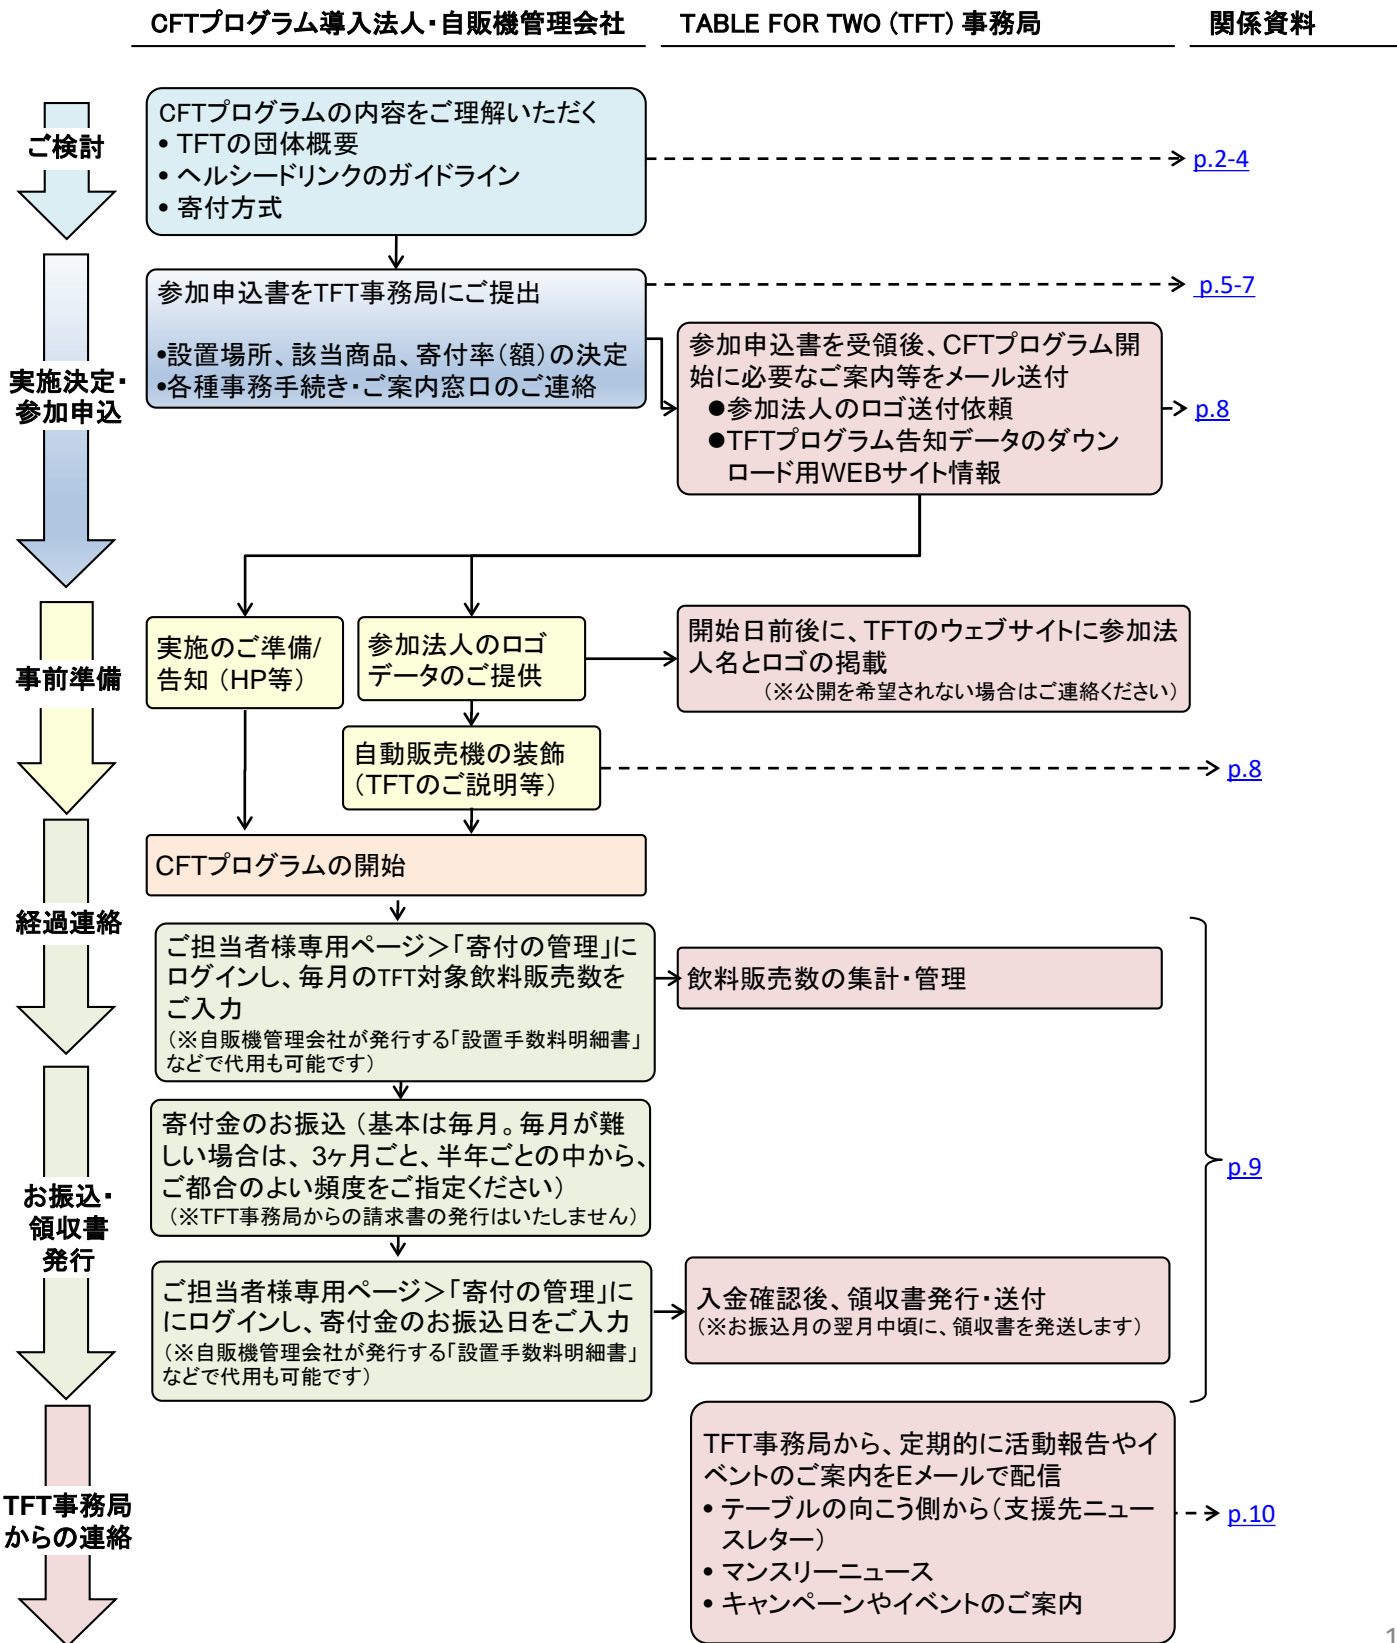 CFTプログラム導入法人・自販機管理会社
TABLE FOR TWO (TFT) 事務局
関係資料
ご検討
CFTプログラムの内容をご理解いただく
• TFTの団体概要
• ヘルシードリンクのガイドライン
• 寄付方式
p.2-4
実施決定・
参加申込
参加申込書をTFT事務局にご提出
•設置場所、該当商品、寄付率（額）の決定
•各種事務手続き・ご案内窓口のご連絡
p.5-7
参加申込書を受領後、CFTプログラム開
始に必要なご案内等をメール送付
●参加法人のロゴ送付依頼
●TFTプログラム告知データのダウン
ロード用WEBサイト情報
p.8
事前準備
実施のご準備/
告知（HP等）
参加法人のロゴ
データのご提供
開始日前後に、TFTのウェブサイトに参加法
人名とロゴの掲載
（※公開を希望されない場合はご連絡ください）
自動販売機の装飾
（TFTのご説明等）
p.8
CFTプログラムの開始
経過連絡
ご担当者様専用ページ＞「寄付の管理」に
ログインし、毎月のTFT対象飲料販売数を
ご入力
（※自販機管理会社が発行する「設置手数料明細書」
などで代用も可能です）
飲料販売数の集計・管理
お振込・
領収書
発行
寄付金のお振込（基本は毎月。毎月が難
しい場合は、3ヶ月ごと、半年ごとの中から、
ご都合のよい頻度をご指定ください）
（※TFT事務局からの請求書の発行はいたしません）
p.9
ご担当者様専用ページ＞「寄付の管理」に
にログインし、寄付金のお振込日をご入力
（※自販機管理会社が発行する「設置手数料明細書」
などで代用も可能です）
入金確認後、領収書発行・送付
（※お振込月の翌月中頃に、領収書を発送します）
TFT事務局
からの連絡
TFT事務局から、定期的に活動報告やイ
ベントのご案内をEメールで配信
• テーブルの向こう側から（支援先ニュー
スレター）
• マンスリーニュース
• キャンペーンやイベントのご案内
p.10
1